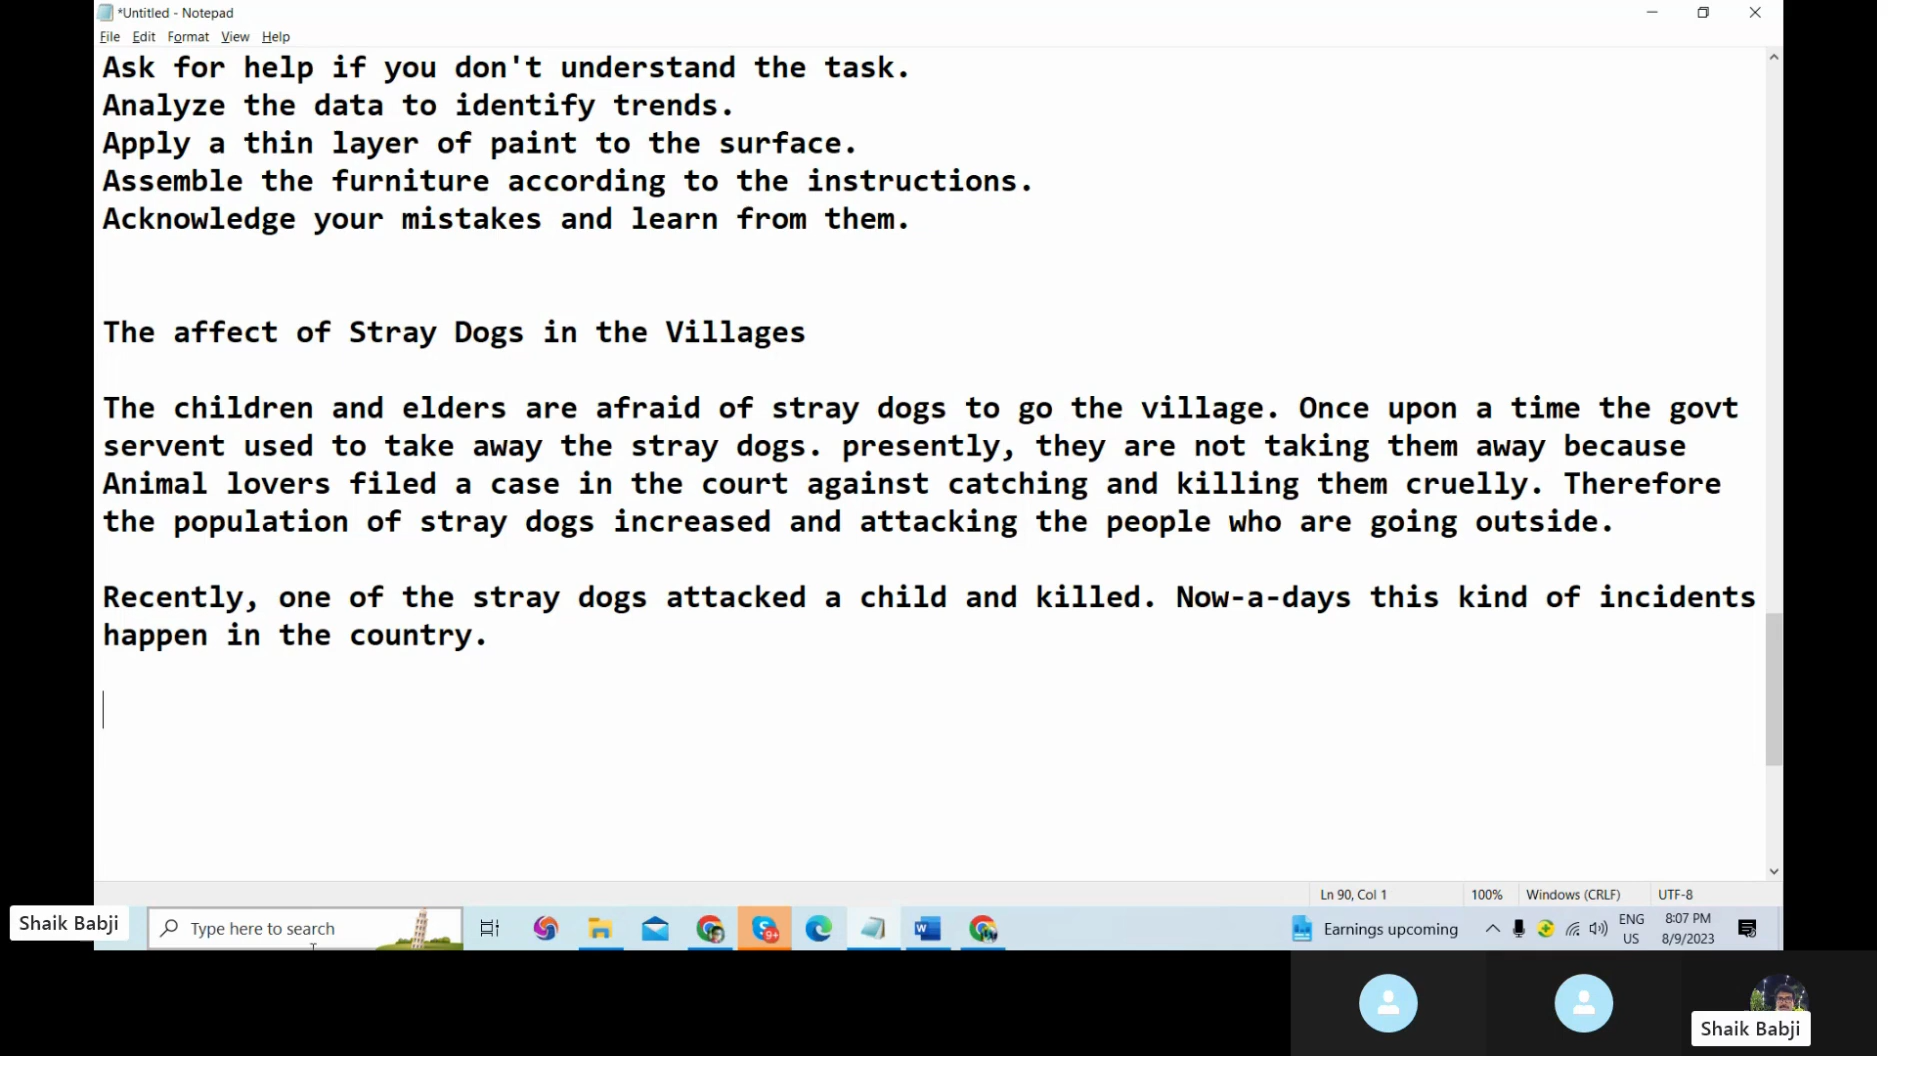 *Untitled - Notepad
File Edit Format View Help
Ask for help if you don't understand the task.
Analyze the data to identify trends.
Apply a thin layer of paint to the surface.
Assemble the furniture according to the instructions.
Acknowledge your mistakes and learn from them.
The affect of Stray Dogs in the Villages
The children and elders are afraid of stray dogs to go the village. Once upon a time the govt
servent used to take away the stray dogs. presently, they are not taking them away because
Animal lovers filed a case in the court against catching and killing them cruelly. Therefore
the population of stray dogs increased and attacking the people who are going outside.
Recently, one of the stray dogs attacked a child and killed. Now-a-days this kind of incidents
happen in the country.
Ln 90, Col 1 100% Windows (CRLF) UTF-8
Shaik Babji
Type here to search
9+
W
Earnings upcoming
ENG
US
8:07 PM
8/9/2023
Shaik Babji